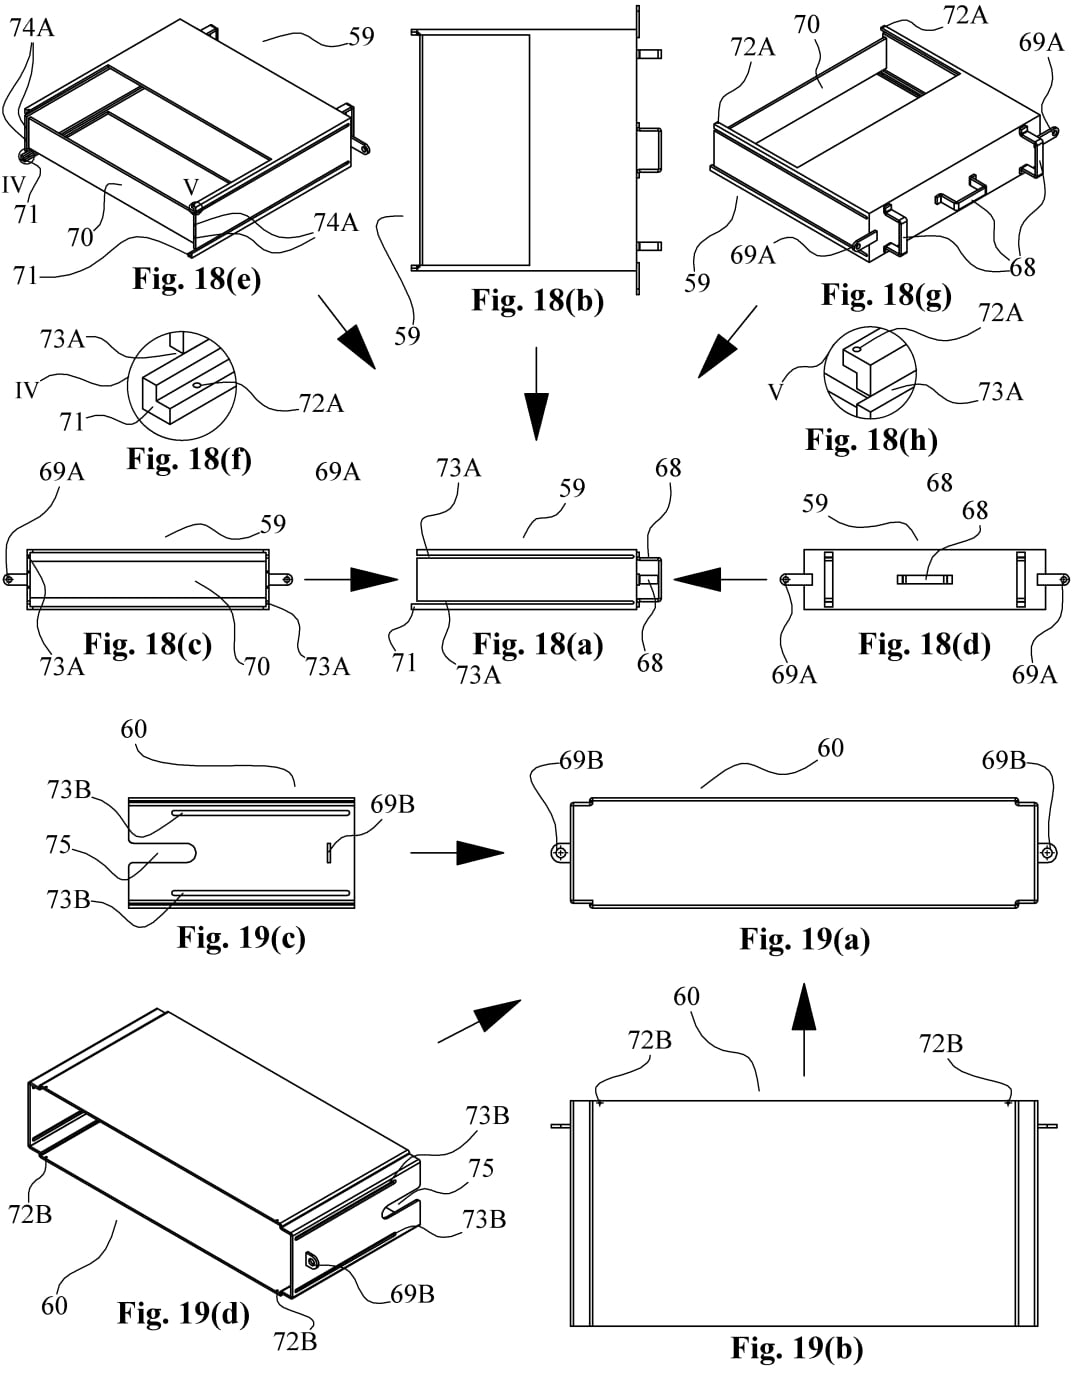 74A
59
72A
70
72A
69A
IV
71
70
V
74A
71
Fig. 18(e)
59
Fig. 18(b)
59
69A
68
Fig. 18(g)
73A
IV
71
72A
Fig. 18(f)
72A
V
73A
Fig. 18(h)
69A
59
69A
73A
59
68
68
59
68
Fig. 18(c)
73A
70
73A
Fig. 18(a)
71
73A
68
Fig. 18(d)
69A
69A
60
73B
69B
75
73B
Fig. 19(c)
60
69B
69B
Fig. 19(a)
60
72B
72B
73B
75
73B
72B
60
69B
Fig. 19(d)
72B
Fig. 19(b)